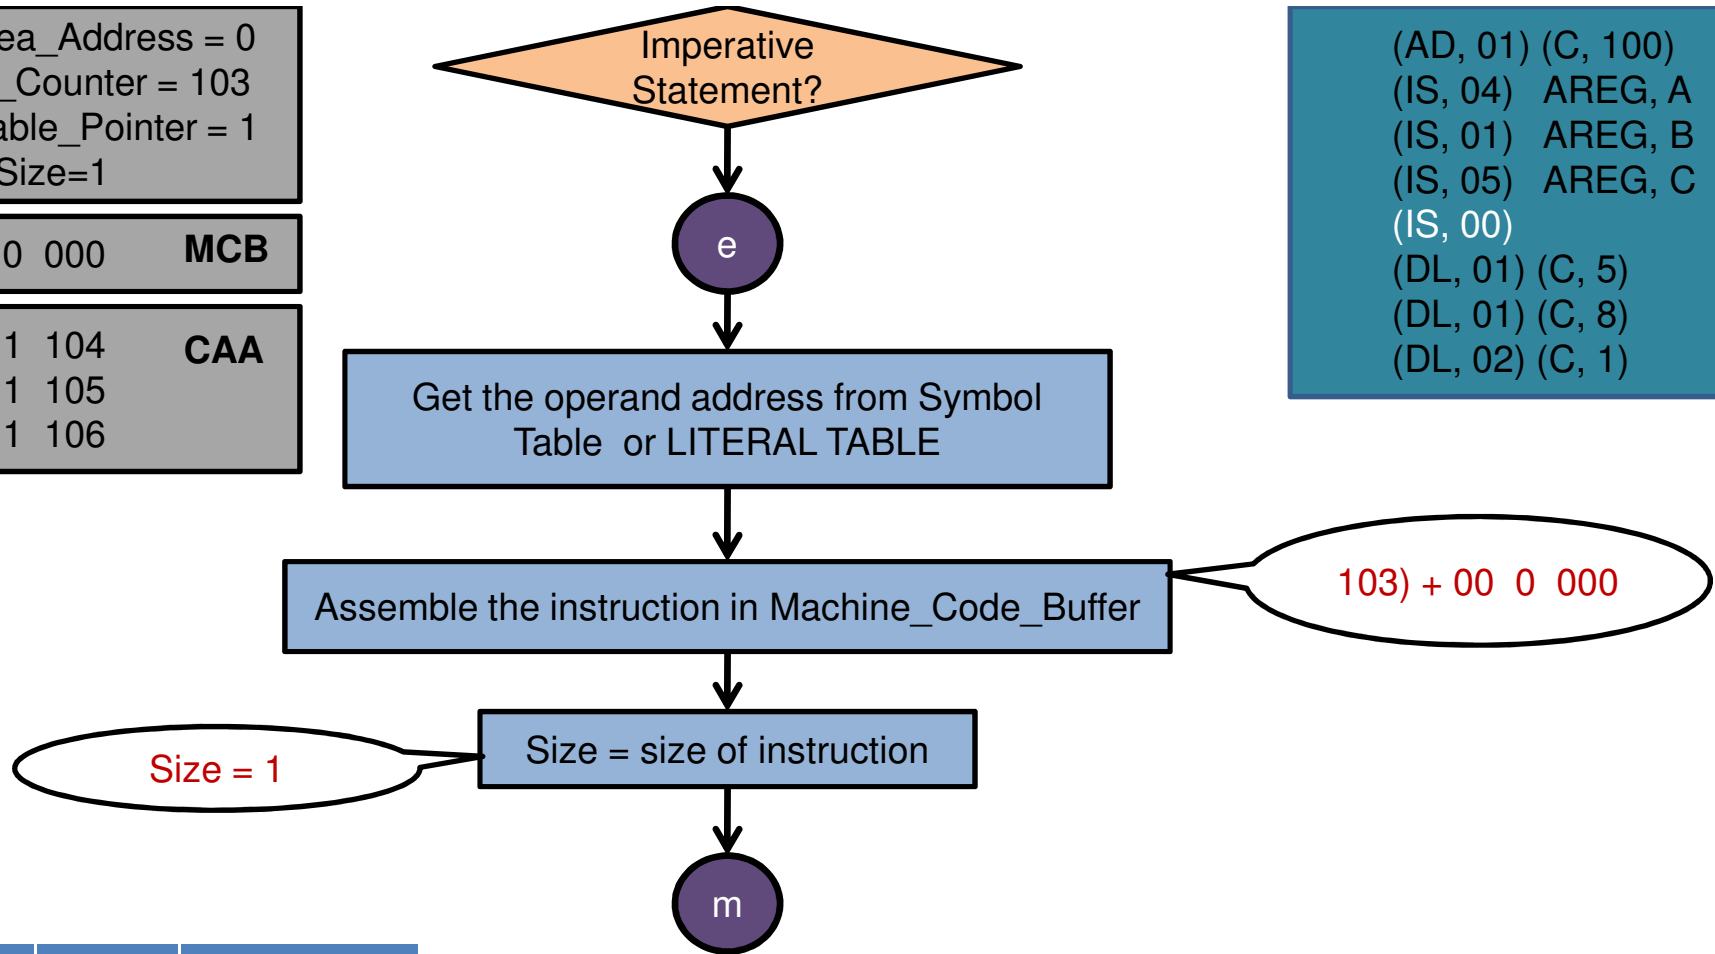 ea_Address = 0
_Counter = 103
able_Pointer = 1
Size=1
0 000 MCB
1 104 CAA
1 105
1 106
Imperative
Statement?
e
Get the operand address from Symbol
Table or LITERAL TABLE
Assemble the instruction in Machine_Code_Buffer
103) + 00 0 000
Size = size of instruction
Size = 1
m
(AD, 01) (C, 100)
(IS, 04) AREG, A
(IS, 01) AREG, B
(IS, 05) AREG, C
(IS, 00)
(DL, 01) (C, 5)
(DL, 01) (C, 8)
(DL, 02) (C, 1)